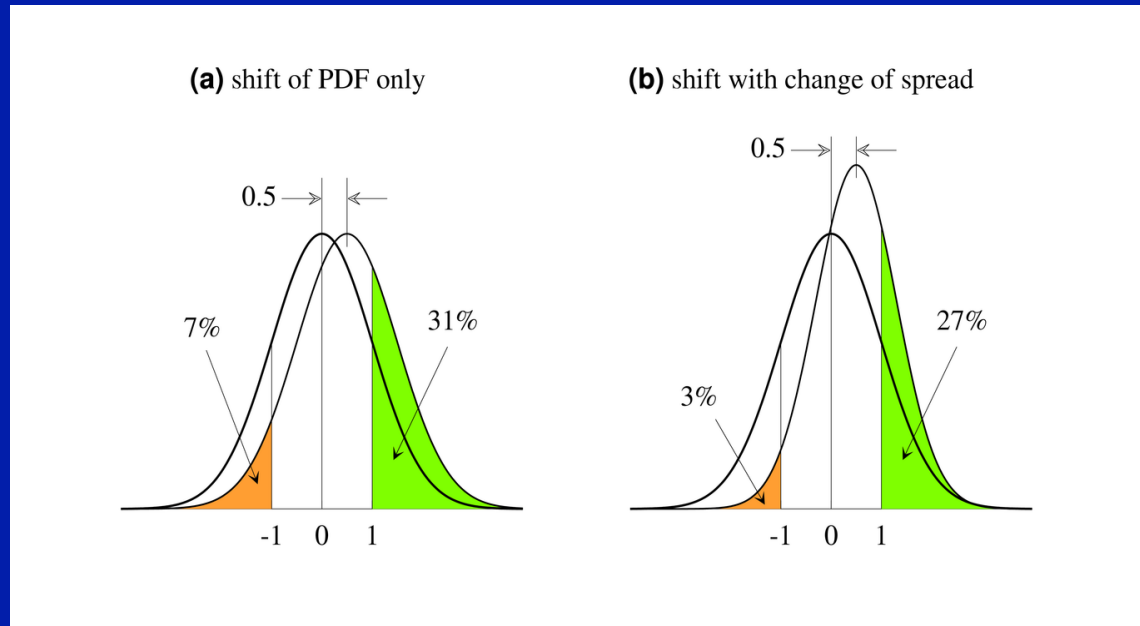 (a) shift of PDF only
0.5
7%
31%
-1 0 1
(b) shift with change of spread
0.5
3%
27%
-1 0 1